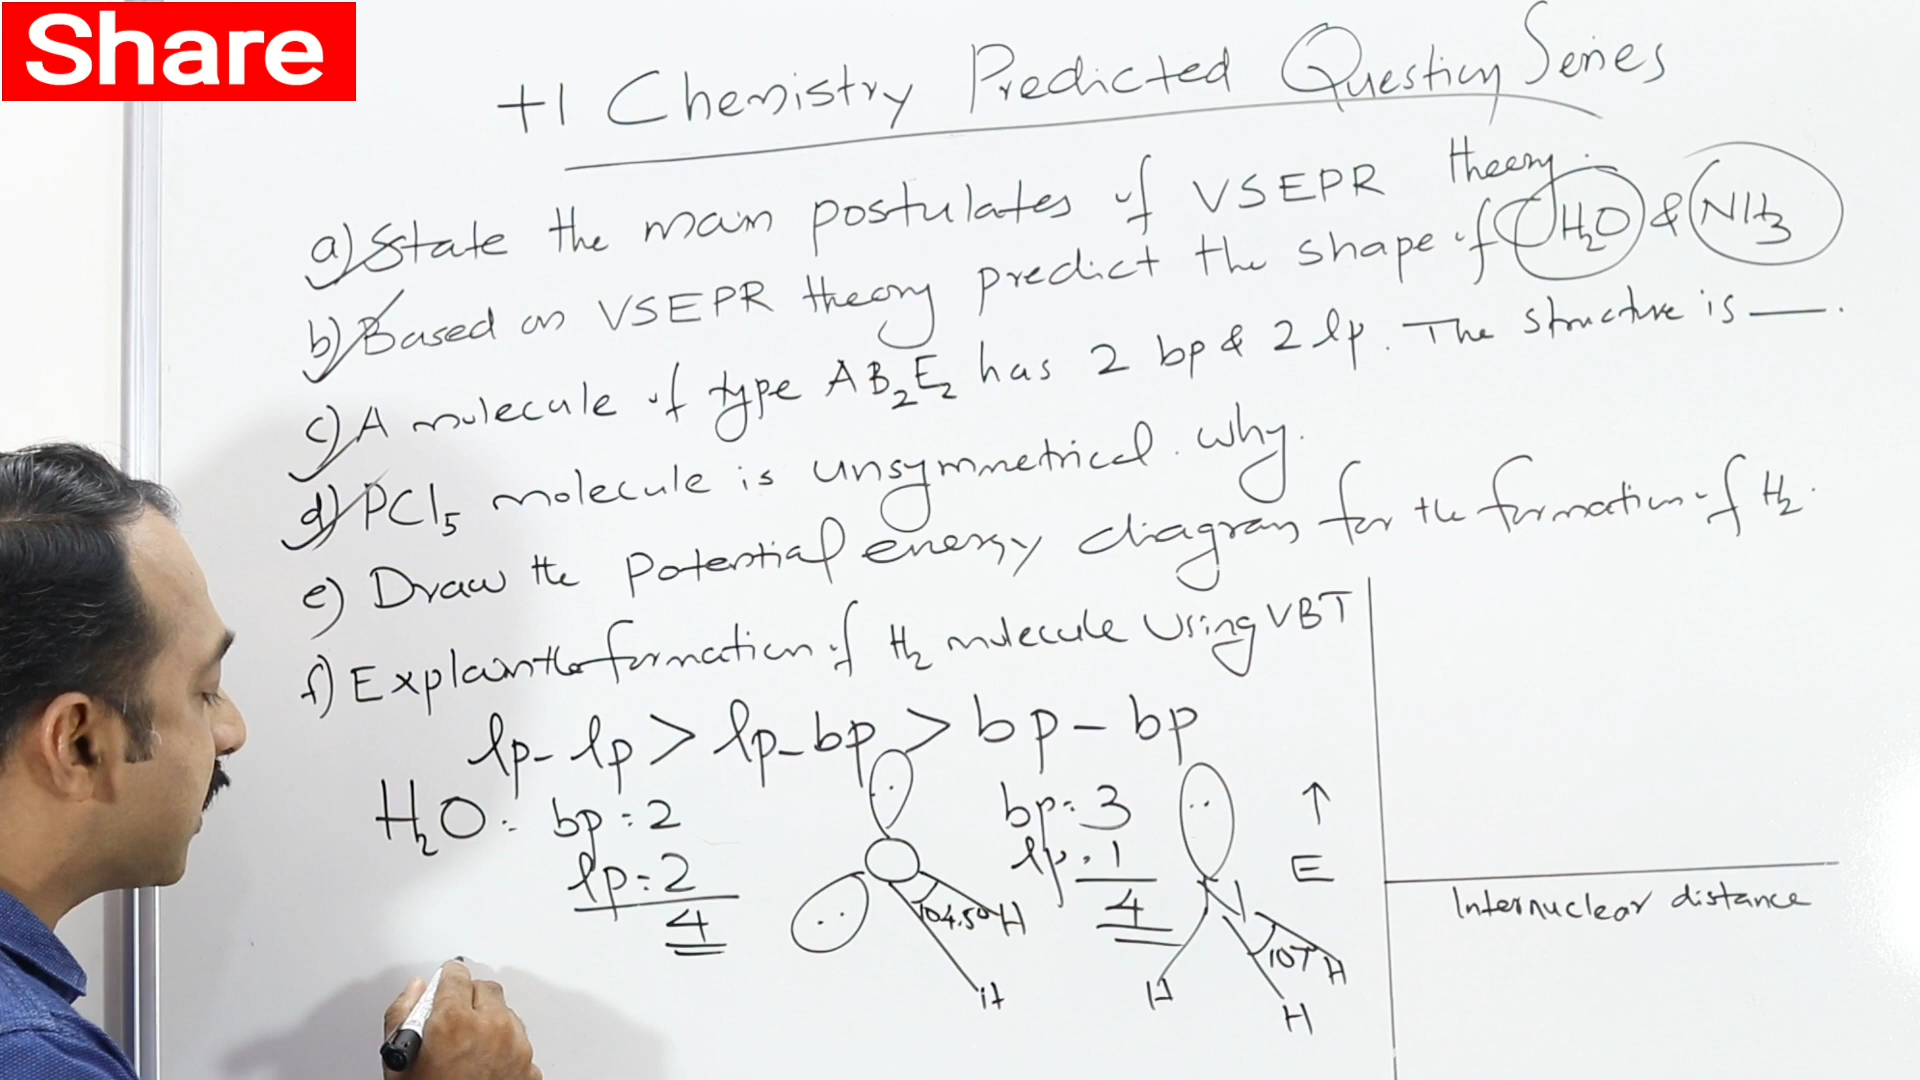 Share
+1 Chemistry Predicted Question Series
a) State the main postulates of VSEPR theory.
b) Based on VSEPR theory predict the shape of H₂O & NH₃
c) A molecule of type AB₂E₂ has 2 bp & 2 lp. The structure is ___.
d) PCl₅ molecule is unsymmetrical. why.
e) Draw the Potential energy diagram for the formation of H₂.
f) Explain the formation of H₂ molecule Using VBT
lp-lp > lp-bp > bp-bp
H₂O: bp:2
lp:2
4
104.5° H
H
bp:3
lp:1
4
107° H
H
H
↑
E
Internuclear distance